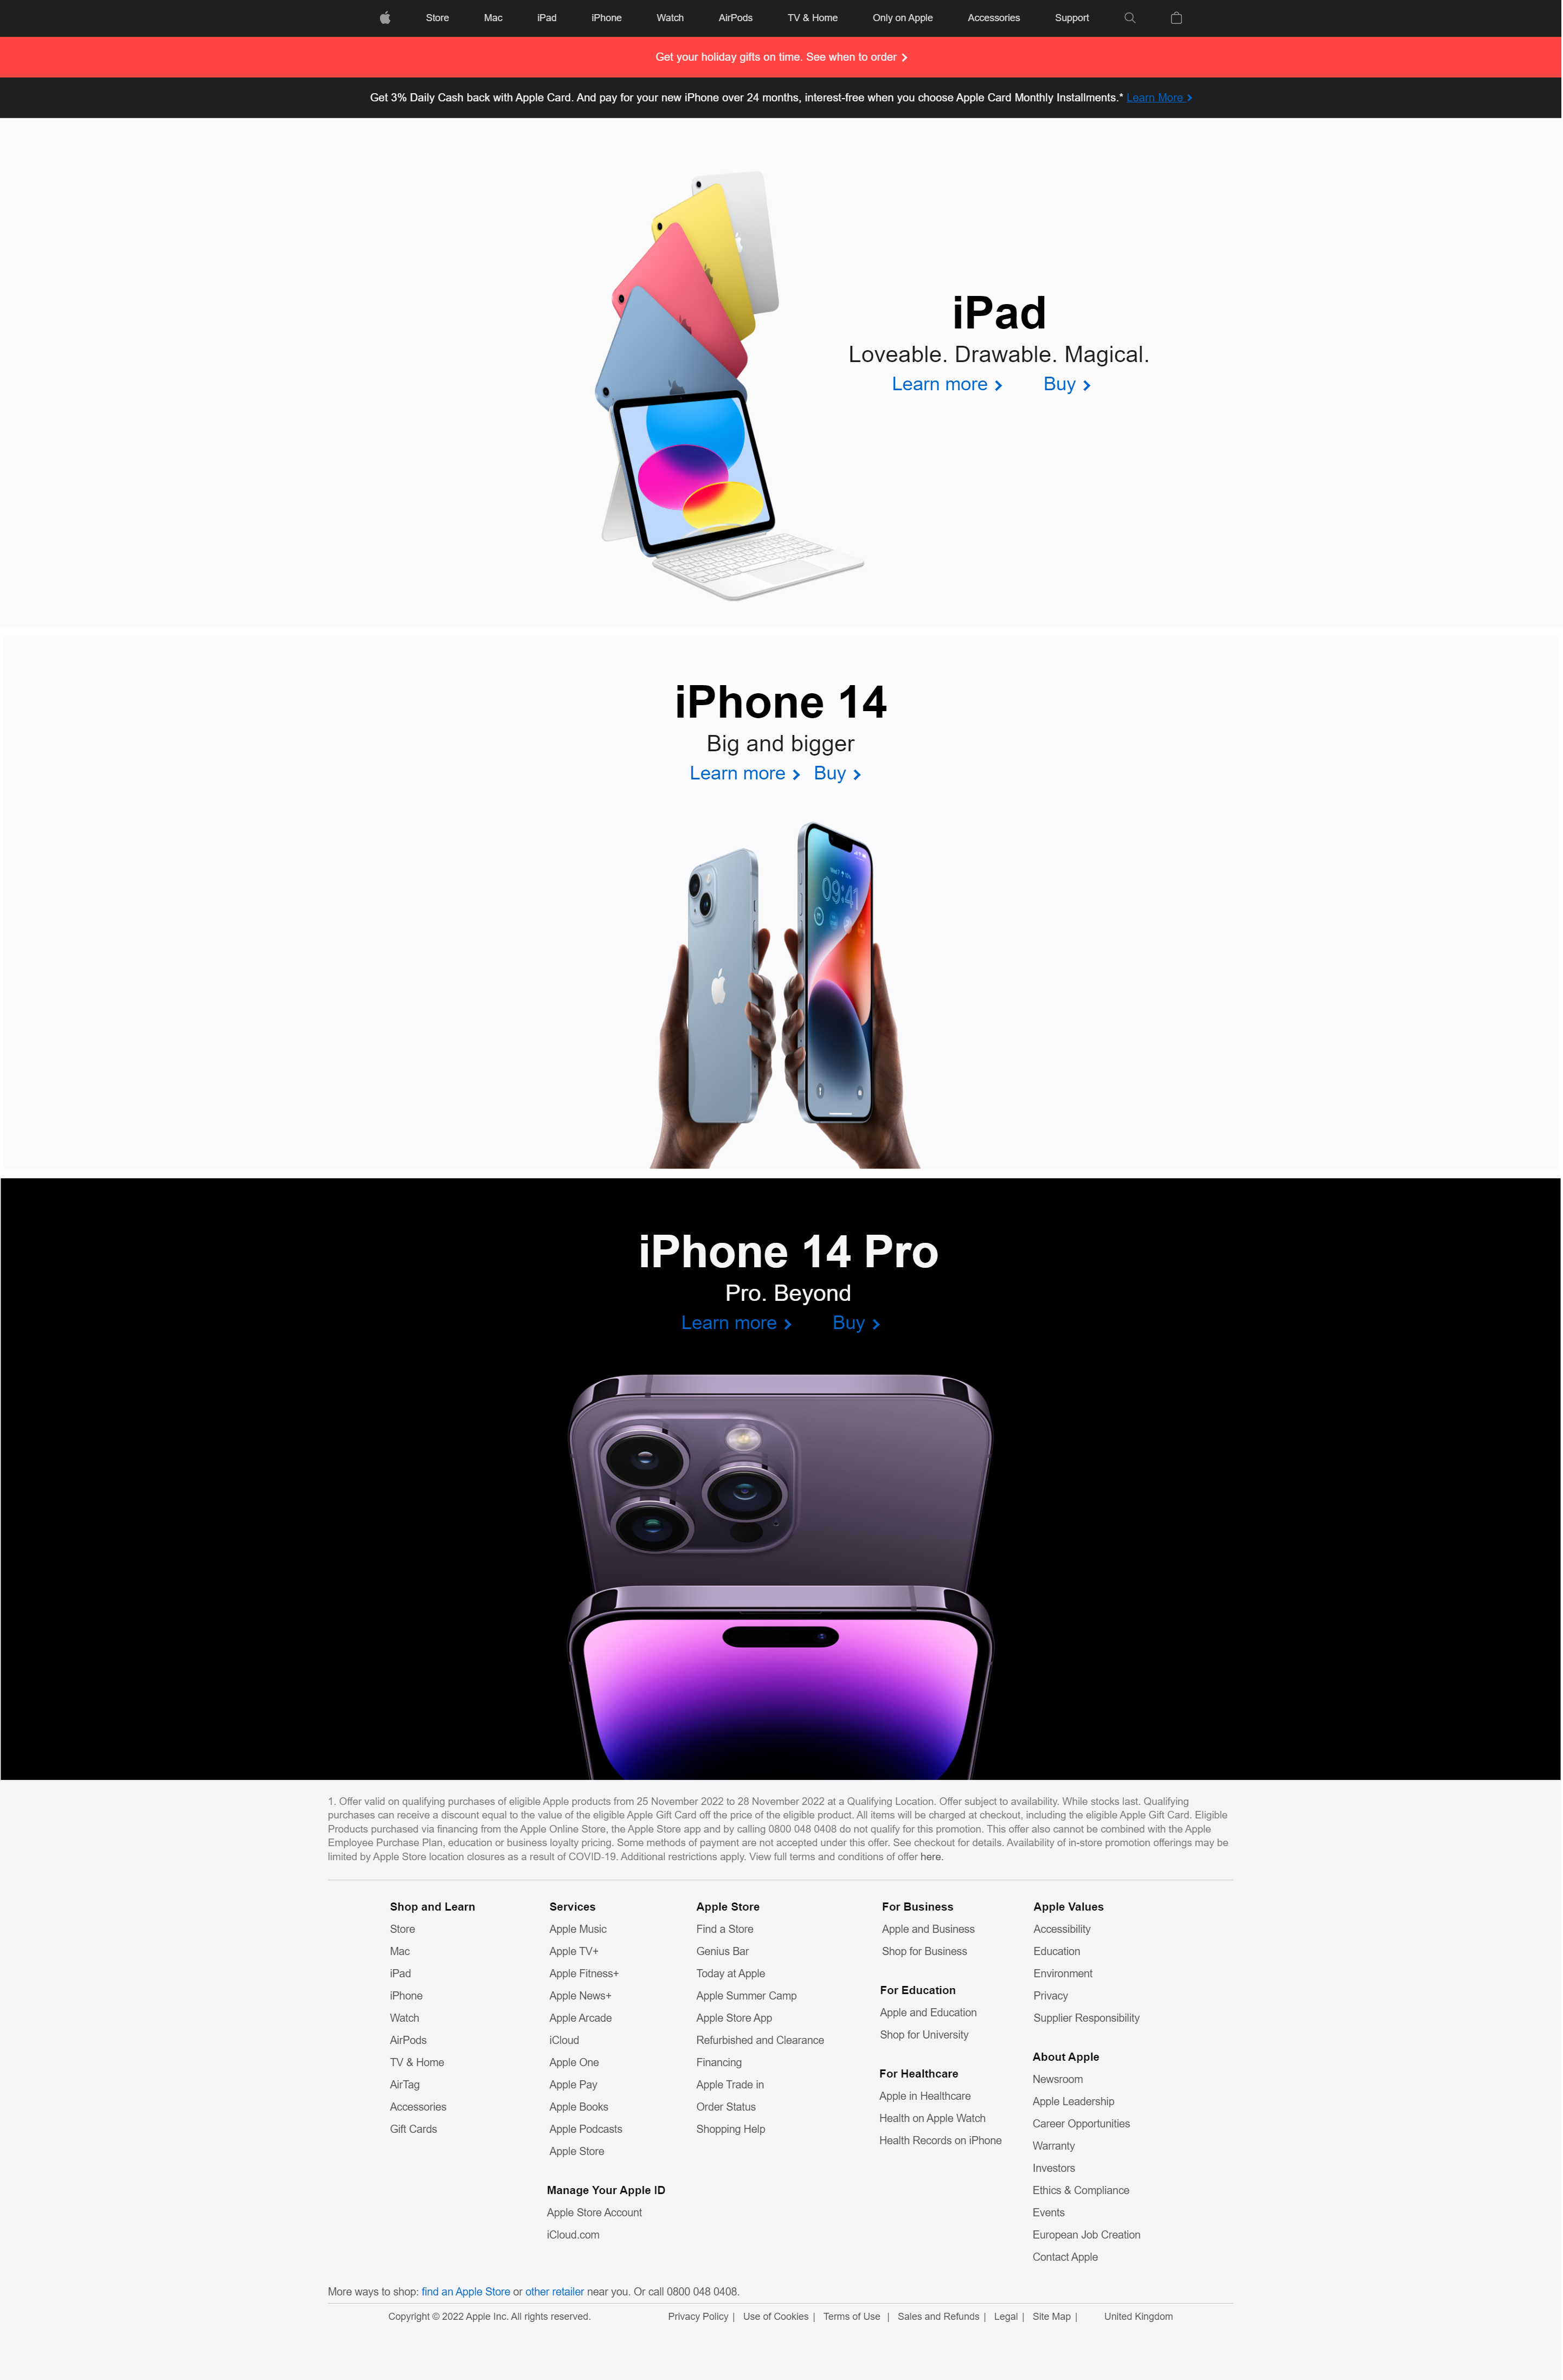 Store Mac iPad iPhone Watch AirPods TV & Home Only on Apple Accessories Support
Get your holiday gifts on time. See when to order
Get 3% Daily Cash back with Apple Card. And pay for your new iPhone over 24 months, interest-free when you choose Apple Card Monthly Installments.* Learn More
iPad
Loveable. Drawable. Magical.
Learn more Buy
iPhone 14
Big and bigger
Learn more Buy
09:41
iPhone 14 Pro
Pro. Beyond
Learn more Buy
1. Offer valid on qualifying purchases of eligible Apple products from 25 November 2022 to 28 November 2022 at a Qualifying Location. Offer subject to availability. While stocks last. Qualifying
purchases can receive a discount equal to the value of the eligible Apple Gift Card off the price of the eligible product. All items will be charged at checkout, including the eligible Apple Gift Card. Eligible
Products purchased via financing from the Apple Online Store, the Apple Store app and by calling 0800 048 0408 do not qualify for this promotion. This offer also cannot be combined with the Apple
Employee Purchase Plan, education or business loyalty pricing. Some methods of payment are not accepted under this offer. See checkout for details. Availability of in-store promotion offerings may be
limited by Apple Store location closures as a result of COVID-19. Additional restrictions apply. View full terms and conditions of offer here.
Shop and Learn
Store
Mac
iPad
iPhone
Watch
AirPods
TV & Home
AirTag
Accessories
Gift Cards
Services
Apple Music
Apple TV+
Apple Fitness+
Apple News+
Apple Arcade
iCloud
Apple One
Apple Pay
Apple Books
Apple Podcasts
Apple Store
Manage Your Apple ID
Apple Store Account
iCloud.com
Apple Store
Find a Store
Genius Bar
Today at Apple
Apple Summer Camp
Apple Store App
Refurbished and Clearance
Financing
Apple Trade in
Order Status
Shopping Help
For Business
Apple and Business
Shop for Business
For Education
Apple and Education
Shop for University
For Healthcare
Apple in Healthcare
Health on Apple Watch
Health Records on iPhone
Apple Values
Accessibility
Education
Environment
Privacy
Supplier Responsibility
About Apple
Newsroom
Apple Leadership
Career Opportunities
Warranty
Investors
Ethics & Compliance
Events
European Job Creation
Contact Apple
More ways to shop: find an Apple Store or other retailer near you. Or call 0800 048 0408.
Copyright © 2022 Apple Inc. All rights reserved. Privacy Policy | Use of Cookies | Terms of Use | Sales and Refunds | Legal | Site Map | United Kingdom